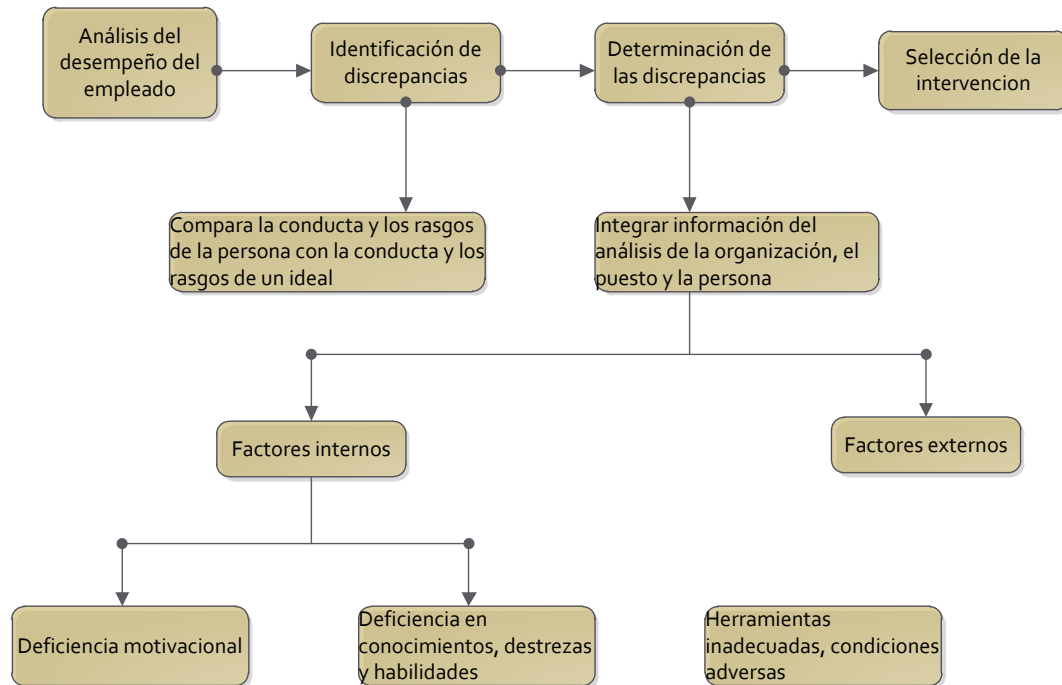 Análisis del
desempeño del
empleado
Identificación de
discrepancias
Determinación de
las discrepancias
Selección de la
intervencion
Compara la conducta y los rasgos
de la persona con la conducta y los
rasgos de un ideal
Integrar información del
análisis de la organización, el
puesto y la persona
Factores internos
Factores externos
Deficiencia motivacional
Deficiencia en
conocimientos, destrezas
y habilidades
Herramientas
inadecuadas, condiciones
adversas